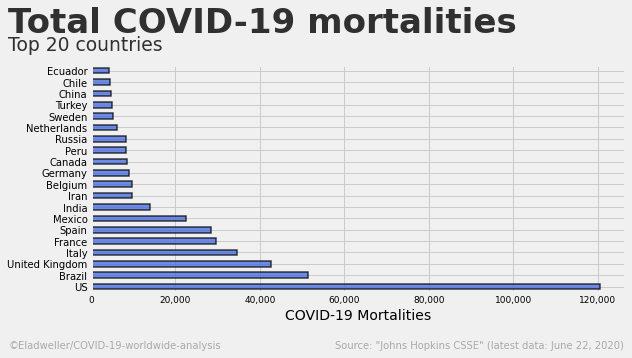 Total COVID-19 mortalities
Top 20 countries
Ecuador
Chile
China
Turkey
Sweden
Netherlands
Russia
Peru
Canada
Germany
Belgium
Iran
India
Mexico
Spain
France
Italy
United Kingdom
Brazil
US
0 20,000 40,000 60,000 80,000 100,000 120,000
COVID-19 Mortalities
©Eladweller/COVID-19-worldwide-analysis Source: "Johns Hopkins CSSE" (latest data: June 22, 2020)